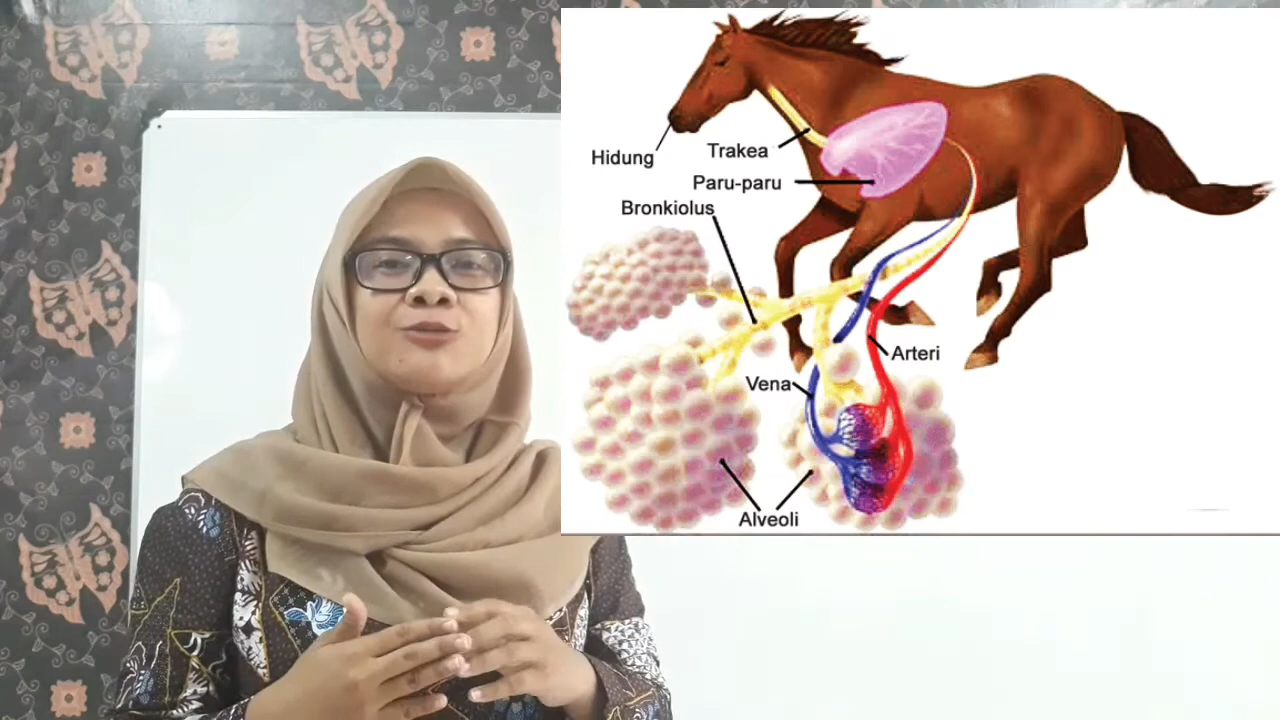 Hidung
Trakea
Paru-paru
Bronkiolus
Arteri
Vena
Alveoli